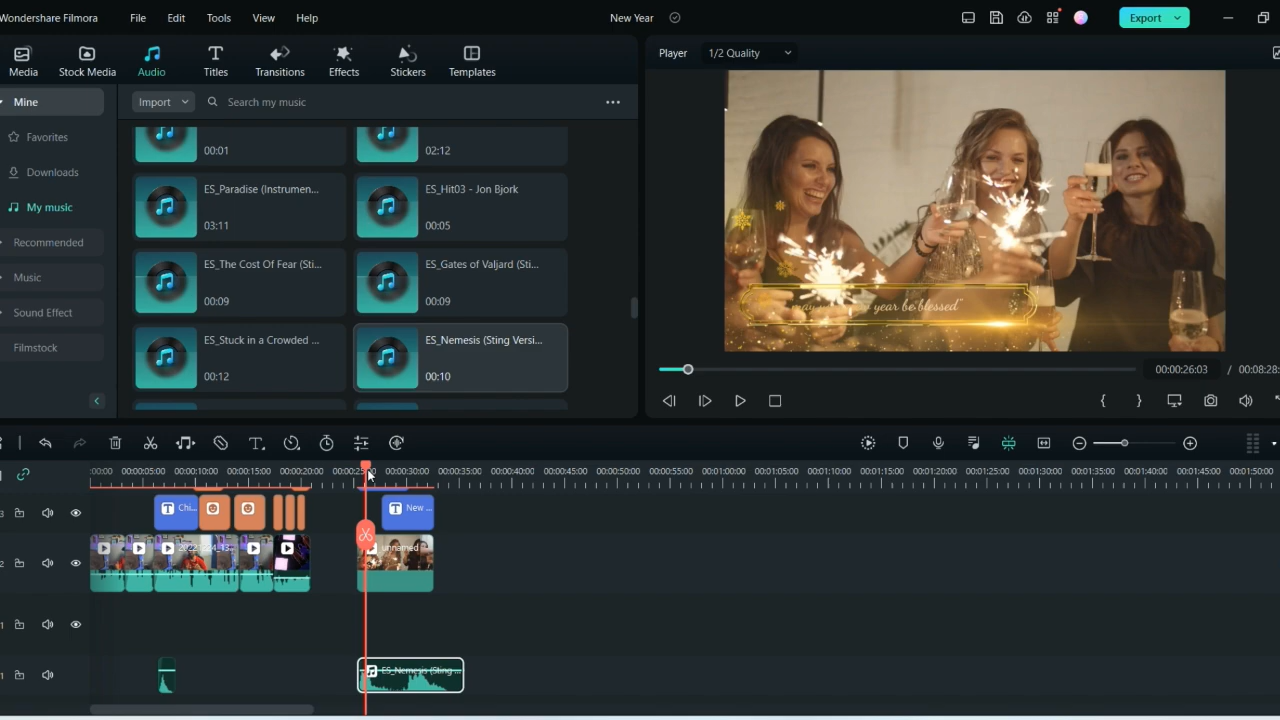 Wondershare Filmora
File
Edit
Tools
View
Help
New Year
Export
Media
Stock Media
Audio
Titles
Transitions
Effects
Stickers
Templates
Player
1/2 Quality
Mine
Import
Search my music
Favorites
Downloads
My music
Recommended
Music
Sound Effect
Filmstock
00:01
02:12
ES_Paradise (Instrumen...
03:11
ES_Hit03 - Jon Bjork
00:05
ES_The Cost Of Fear (Sti...
00:09
ES_Gates of Valjard (Sti...
00:09
ES_Stuck in a Crowded ...
00:12
ES_Nemesis (Sting Versi...
00:10
year be blessed"
00:00:26:03 / 00:08:28:
:00:00 00:00:05:00 00:00:10:00 00:00:15:00 00:00:20:00 00:00:30:00 00:00:35:00 00:00:40:00 00:00:45:00 00:00:50:00 00:00:55:00 00:01:00:00 00:01:05:00 00:01:10:00 00:01:15:00 00:01:20:00 00:01:25:00 00:01:30:00 00:01:35:00 00:01:40:00 00:01:45:00 00:01:50:00
3
Chi...
New ...
2
unnamed
1
1
ES_Nemesis (Sting ...